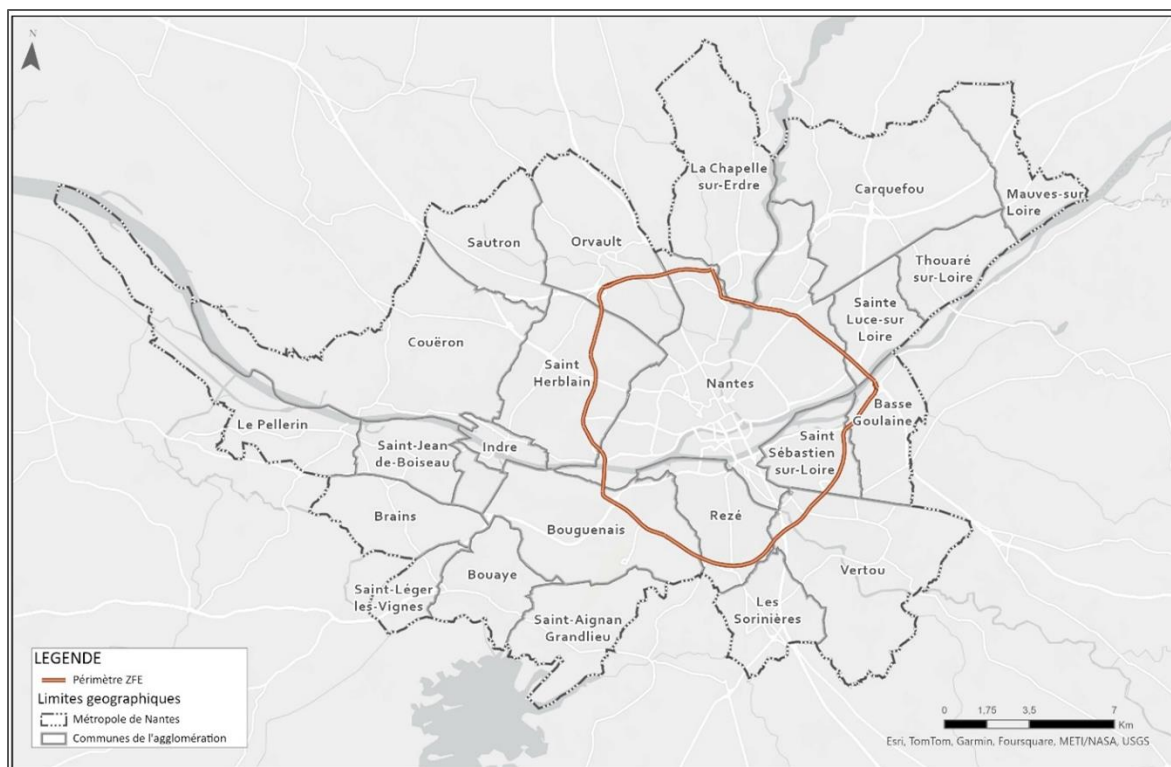 N
La Chapelle
sur-Erdre
Carquefou
Mauves-sur-
Loire
Sautron
Orvault
Thouaré
sur-Loire
Sainte
Luce-sur
Loire
Couëron
Saint
Herblain
Nantes
Basse
Goulaine
Le Pellerin
Saint-Jean
de-Boiseau
Indre
Saint
Sébastien
sur-Loire
Brains
Bouguenais
Rezé
Vertou
Saint-Léger
les-Vignes
Bouaye
Saint-Aignan
Grandlieu
Les
Sorinières
LEGENDE
Périmètre ZFE
Limites geographiques
Métropole de Nantes
Communes de l'agglomération
0 1,75 3,5 7
Km
Esri, TomTom, Garmin, Foursquare, METI/NASA, USGS